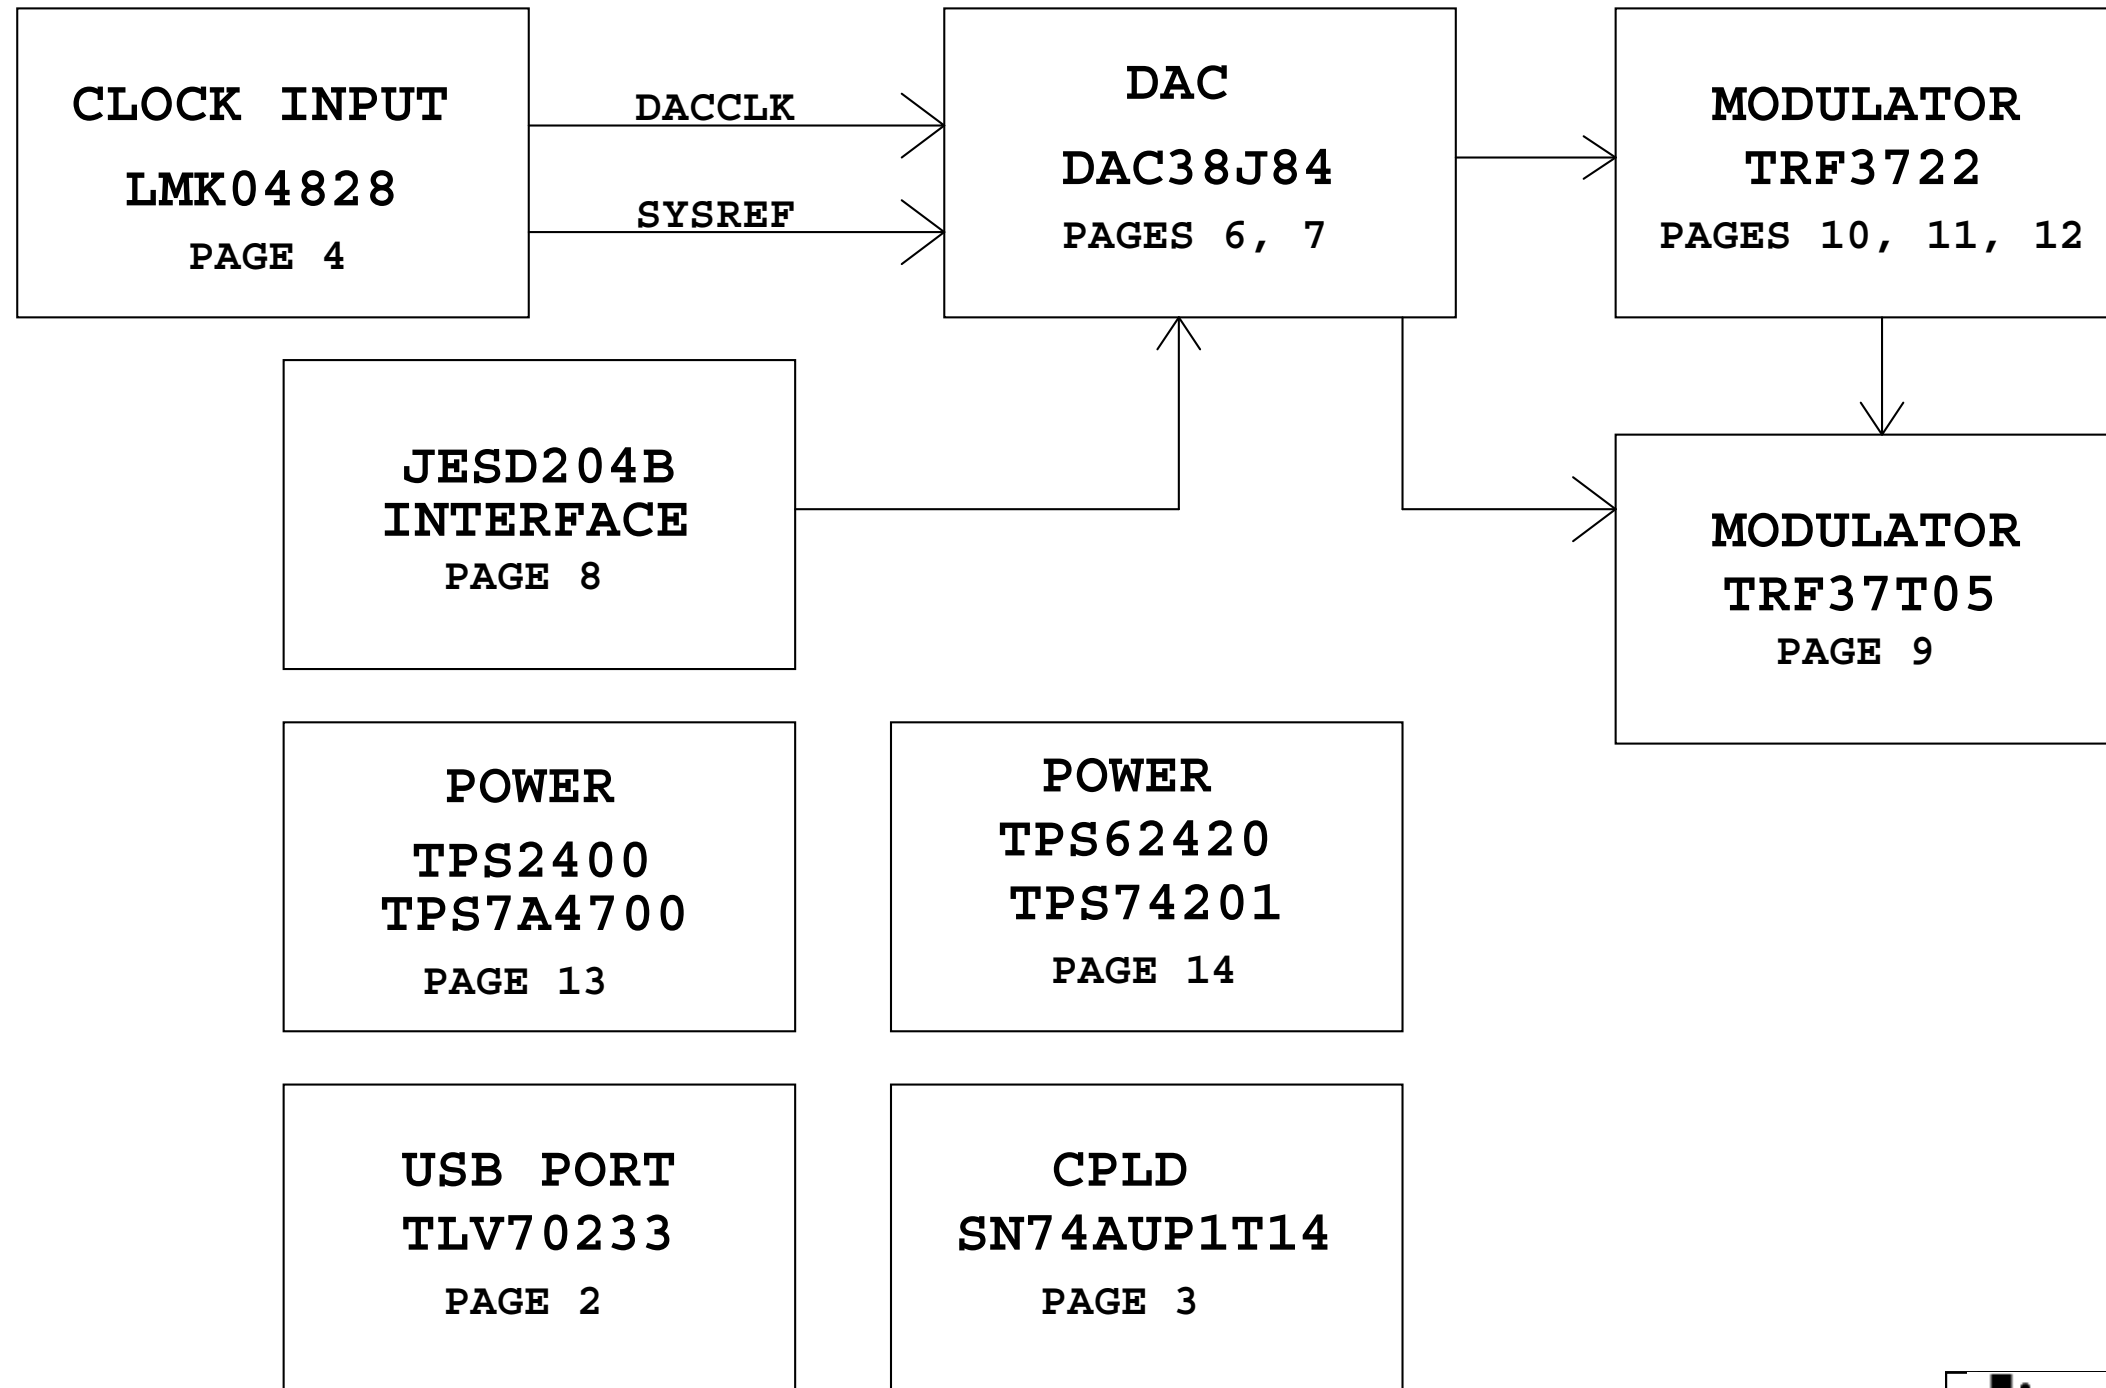 CLOCK INPUT
LMK04828
PAGE 4
DACCLK
SYSREF
DAC
DAC38J84
PAGES 6, 7
MODULATOR
TRF3722
PAGES 10, 11, 12
JESD204B
INTERFACE
PAGE 8
MODULATOR
TRF37T05
PAGE 9
POWER
TPS2400
TPS7A4700
PAGE 13
POWER
TPS62420
TPS74201
PAGE 14
USB PORT
TLV70233
PAGE 2
CPLD
SN74AUP1T14
PAGE 3